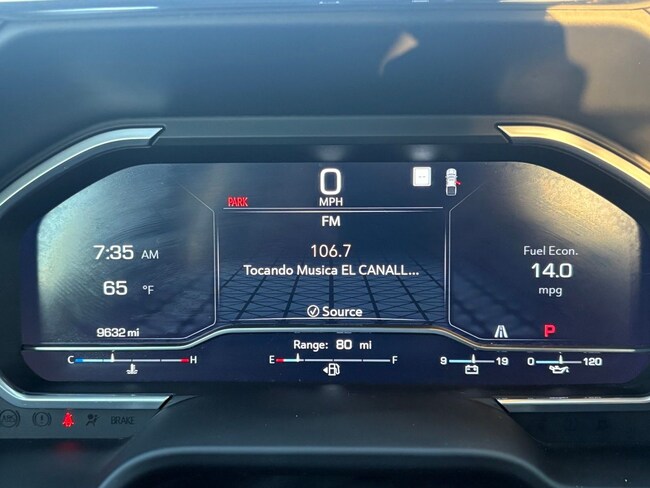 0
MPH
PARK
FM
7:35 AM
106.7
Tocando Musica EL CANALL...
65 °F
Source
Fuel Econ.
14.0
mpg
9632 mi
P
Range: 80 mi
C H
E F
9 19
0 120
BRAKE